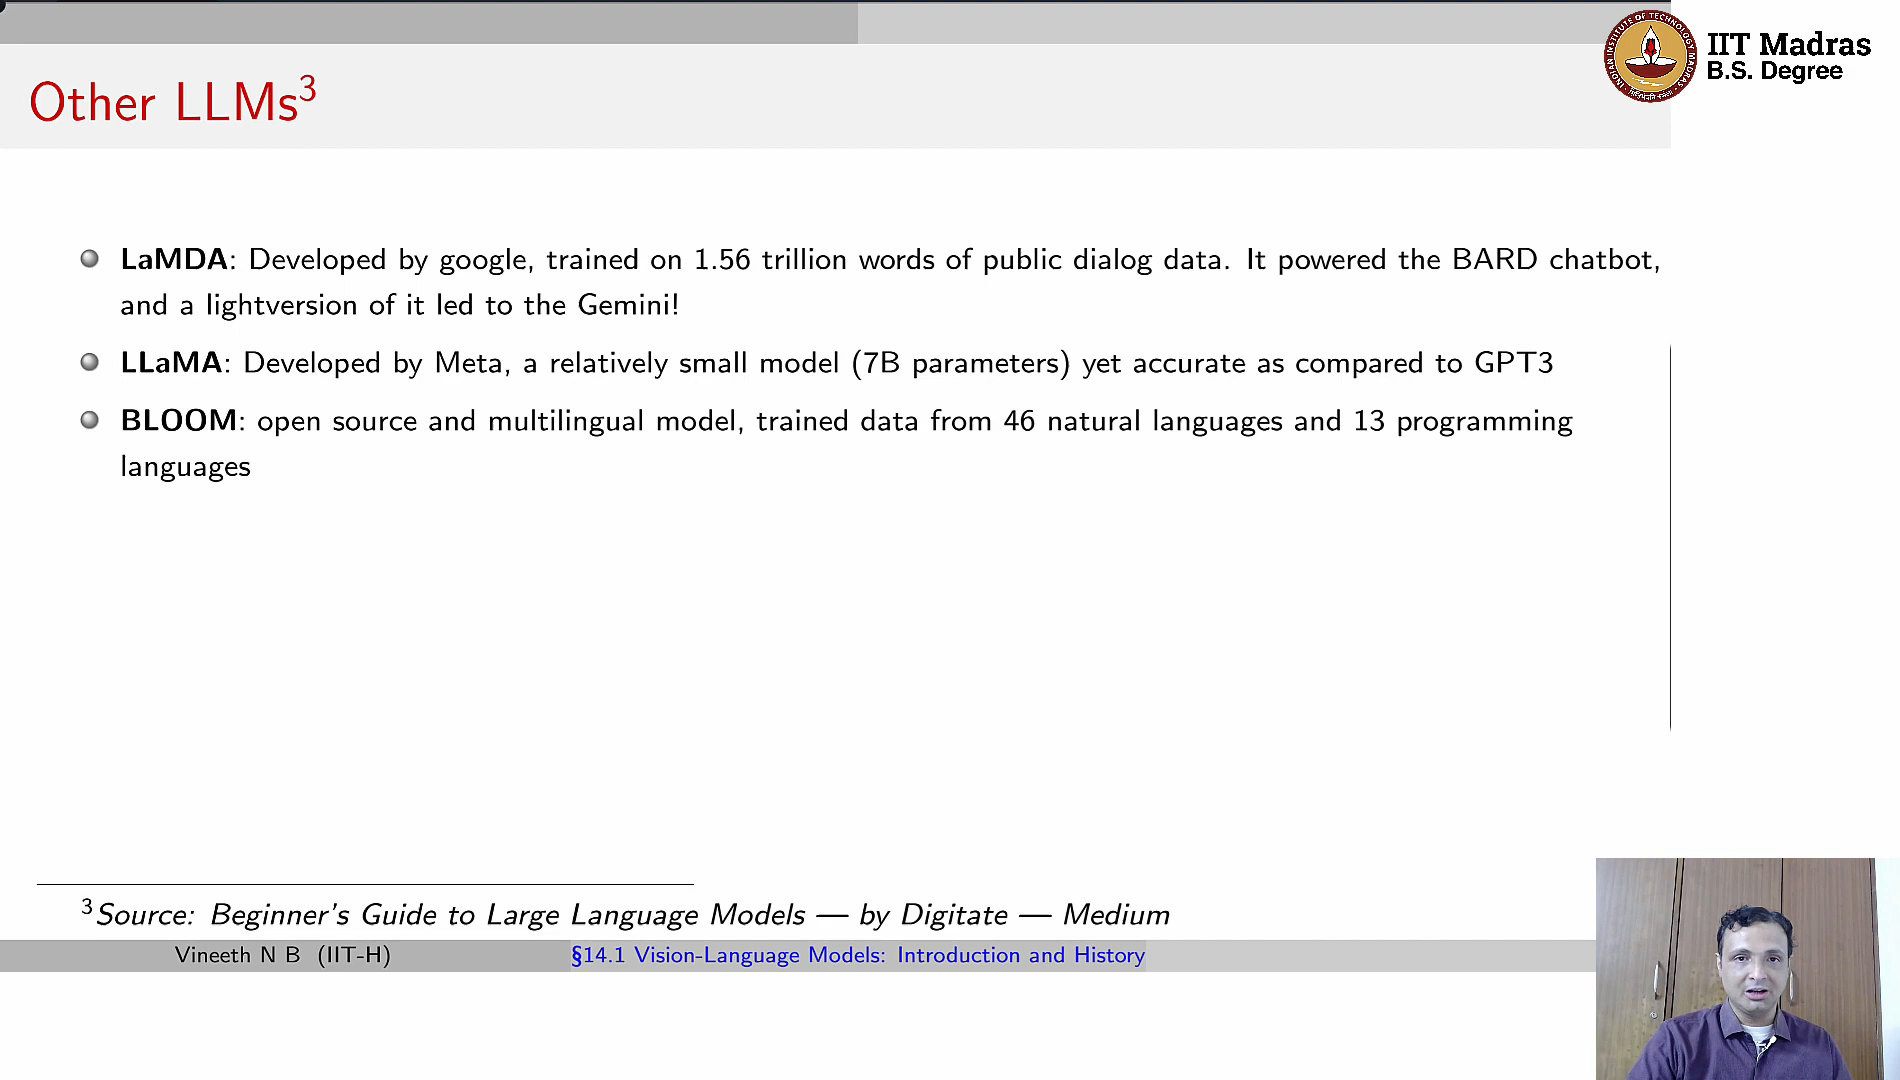 IIT Madras
B.S. Degree
Other LLMs³
LaMDA: Developed by google, trained on 1.56 trillion words of public dialog data. It powered the BARD chatbot,
and a lightversion of it led to the Gemini!
LLaMA: Developed by Meta, a relatively small model (7B parameters) yet accurate as compared to GPT3
BLOOM: open source and multilingual model, trained data from 46 natural languages and 13 programming
languages
³Source: Beginner's Guide to Large Language Models — by Digitate — Medium
Vineeth N B (IIT-H) §14.1 Vision-Language Models: Introduction and History